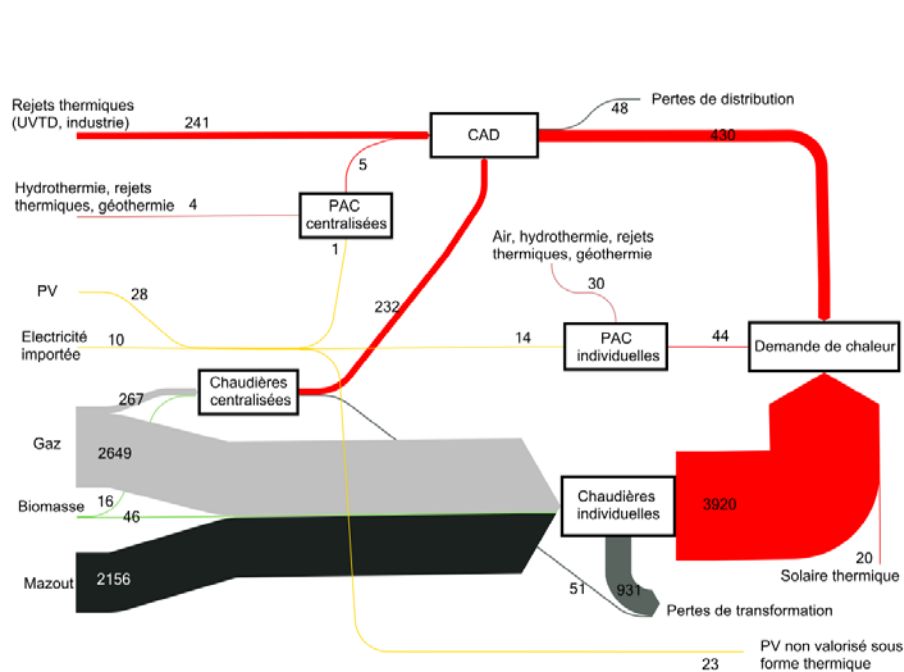 Rejets thermiques
(UVTD, industrie)
241
CAD
48
Pertes de distribution
430
5
Hydrothermie, rejets
thermiques, géothermie
4
PAC
centralisées
1
Air, hydrothermie, rejets
thermiques, géothermie
30
PV
28
232
Electricité
importée
10
14
PAC
individuelles
44
Demande de chaleur
Chaudières
centralisées
267
Gaz
2649
Biomasse
16
46
Chaudières
individuelles
3920
Mazout
2156
51
931
20
Solaire thermique
Pertes de transformation
PV non valorisé sous
forme thermique
23